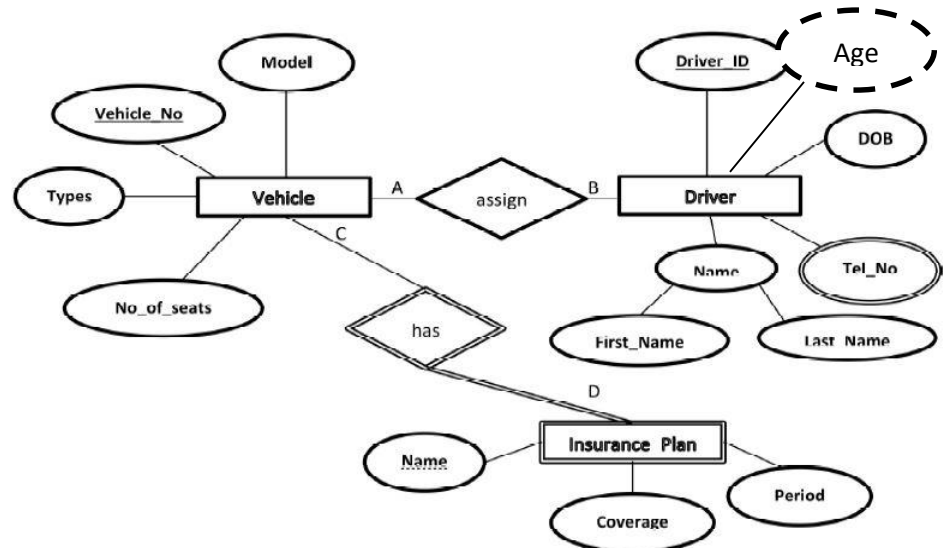 Model
Driver_ID
Age
Vehicle_No
DOB
Types
Vehicle
A
assign
B
Driver
C
Name
Tel_No
No_of_seats
has
First_Name
Last_Name
D
Name
Insurance Plan
Period
Coverage